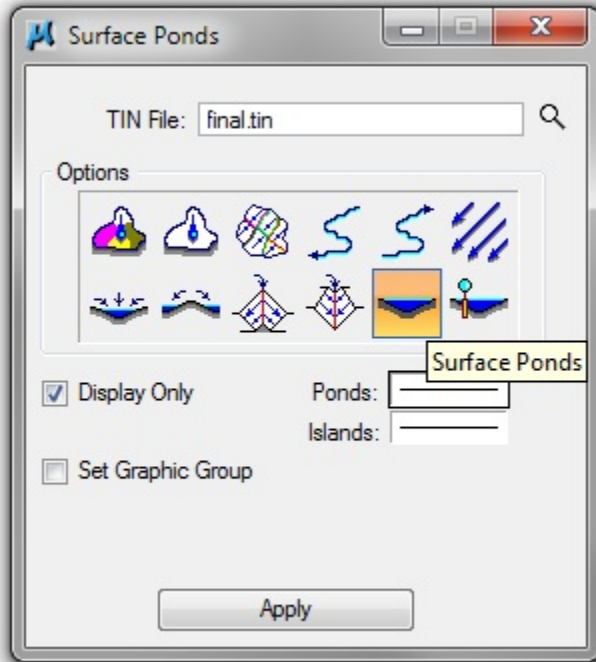 Surface Ponds
TIN File: final.tin
Options
Surface Ponds
Display Only
Ponds:
Islands:
Set Graphic Group
Apply